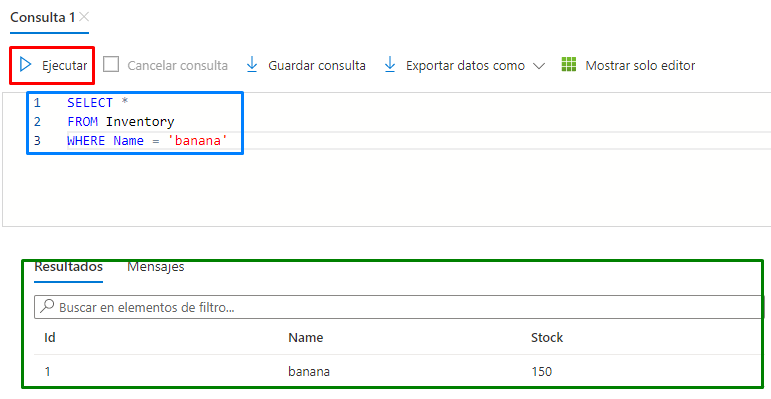 Consulta 1
Ejecutar Cancelar consulta Guardar consulta Exportar datos como Mostrar solo editor
1 SELECT *
2 FROM Inventory
3 WHERE Name = 'banana'
Resultados Mensajes
Buscar en elementos de filtro...
Id Name Stock
1 banana 150